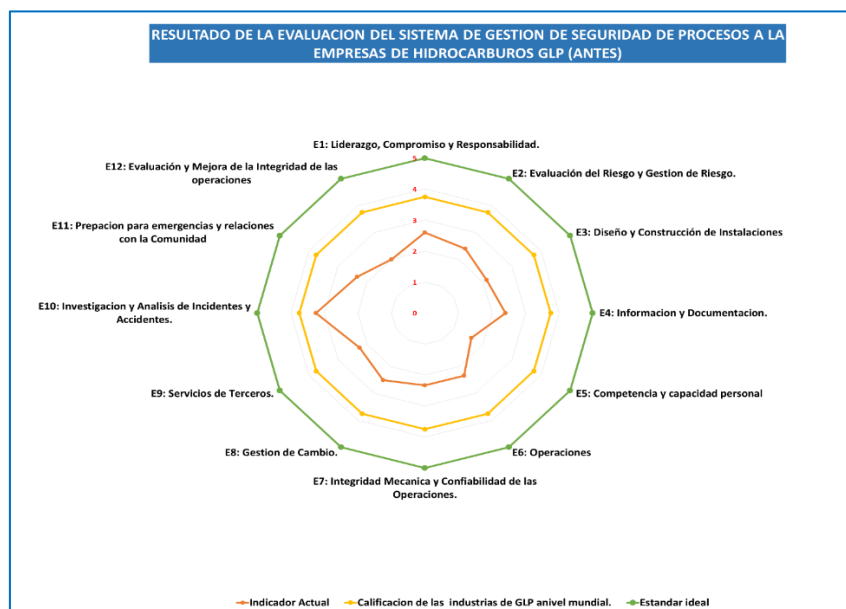 RESULTADO DE LA EVALUACION DEL SISTEMA DE GESTION DE SEGURIDAD DE PROCESOS A LA
EMPRESAS DE HIDROCARBUROS GLP (ANTES)
E1: Liderazgo, Compromiso y Responsabilidad.
E2: Evaluación del Riesgo y Gestion de Riesgo.
E3: Diseño y Construcción de Instalaciones
E4: Informacion y Documentacion.
E5: Competencia y capacidad personal
E6: Operaciones
E7: Integridad Mecanica y Confiabilidad de las
Operaciones.
E8: Gestion de Cambio.
E9: Servicios de Terceros.
E10: Investigacion y Analisis de Incidentes y
Accidentes.
E11: Prepacion para emergencias y relaciones
con la Comunidad
E12: Evaluación y Mejora de la Integridad de las
operaciones
5
4
3
2
1
0
Indicador Actual
Calificacion de las industrias de GLP anivel mundial.
Estandar ideal